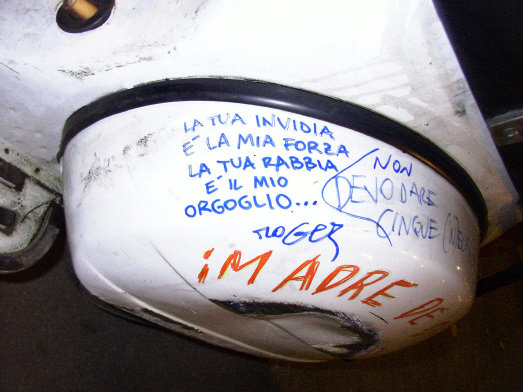 LA TUA INVIDIA
É LA MIA FORZA
LA TUA RABBIA
E' IL MIO
ORGOGLIO...
NON
DEVO DARE
CINQUE
¡MADRE DE